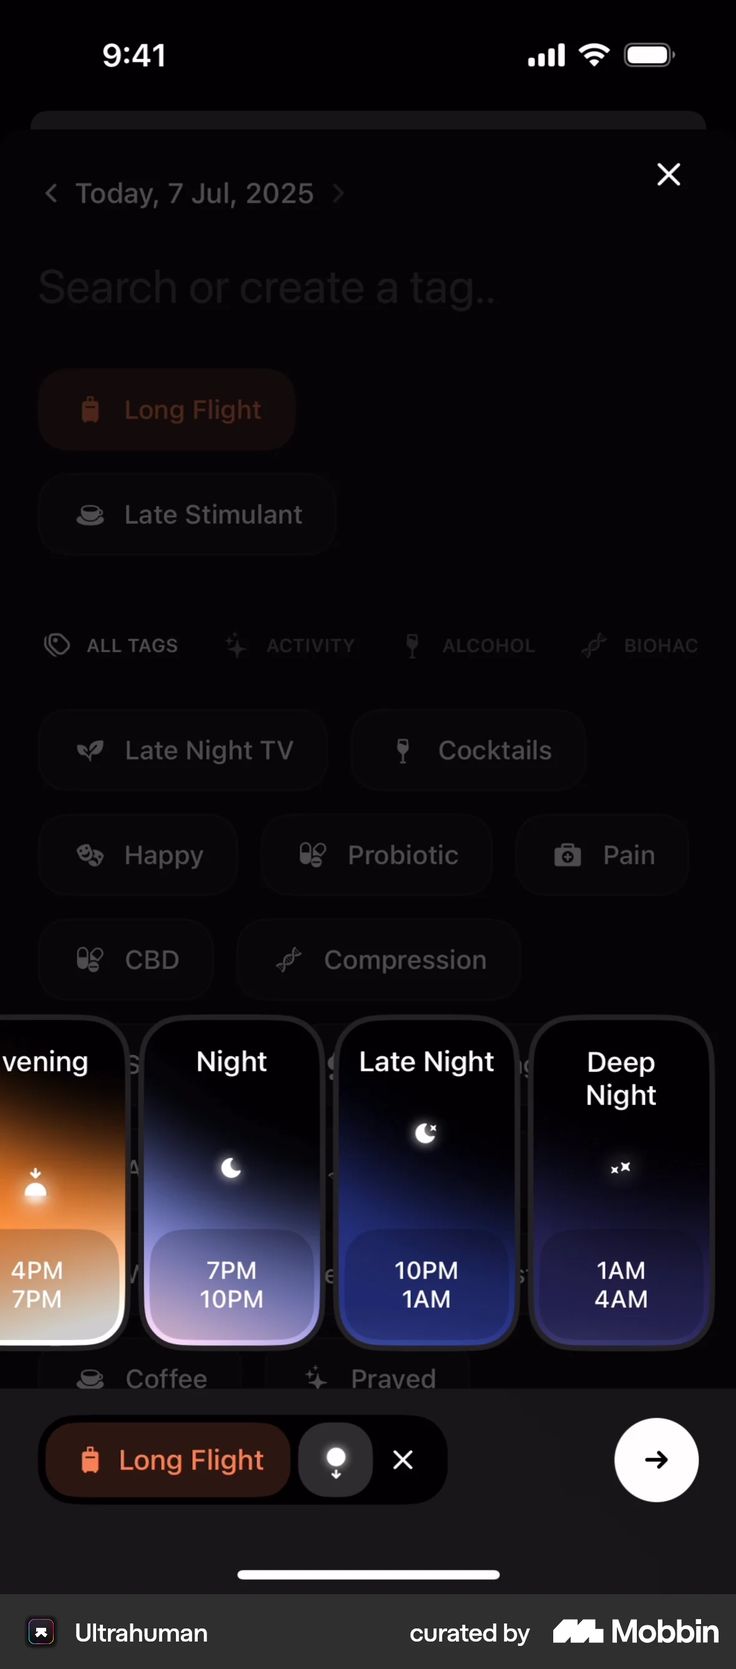 9:41
Today, 7 Jul, 2025
Search or create a tag..
Long Flight
Late Stimulant
ALL TAGS
ACTIVITY
ALCOHOL
BIOHAC
Late Night TV
Cocktails
Happy
Probiotic
Pain
CBD
Compression
vening
4PM
7PM
Night
7PM
10PM
Late Night
10PM
1AM
Deep
Night
1AM
4AM
Coffee
Prayed
Long Flight
Ultrahuman
curated by
Mobbin